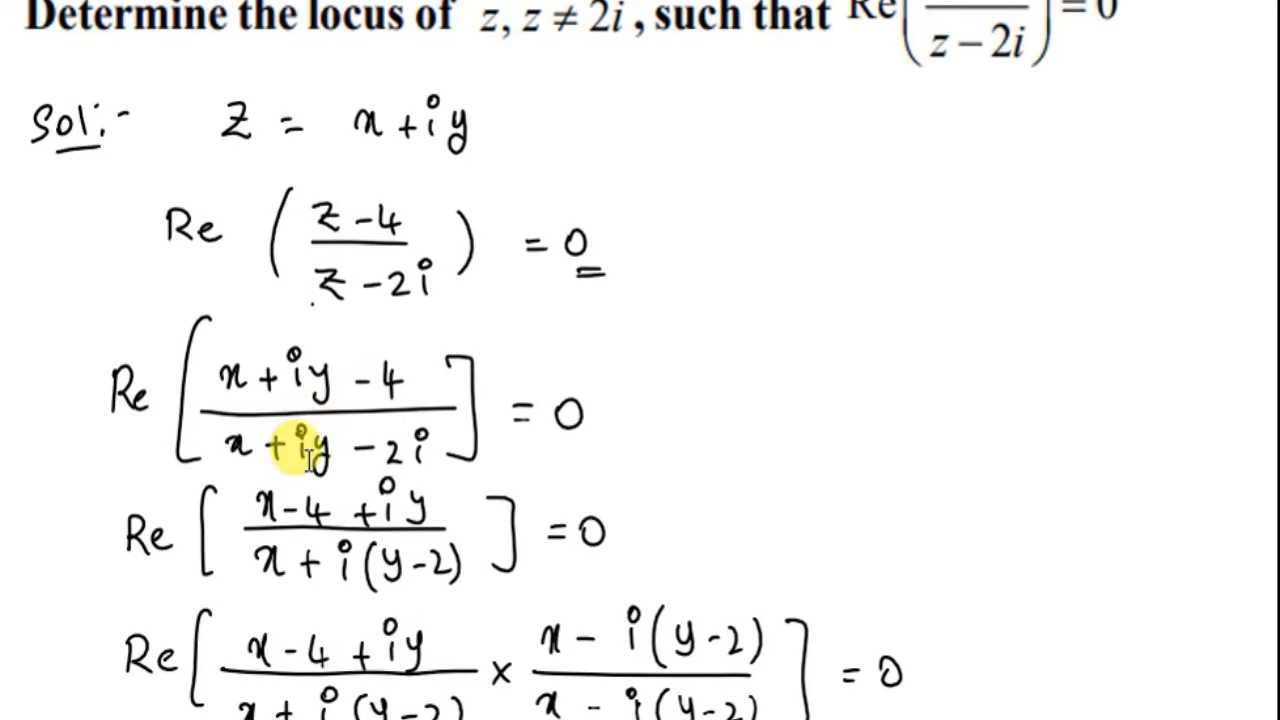 Determine the locus of z, z ≠ 2i, such that Re( / z − 2i) = 0
Sol:- z = x + iy
Re ( z - 4 / z - 2i ) = 0
Re [ x + iy - 4 / x + iy - 2i ] = 0
Re [ x - 4 + iy / x + i(y-2) ] = 0
Re [ x - 4 + iy / x + i(y-2) × x - i(y-2) / x - i(y-2) ] = 0